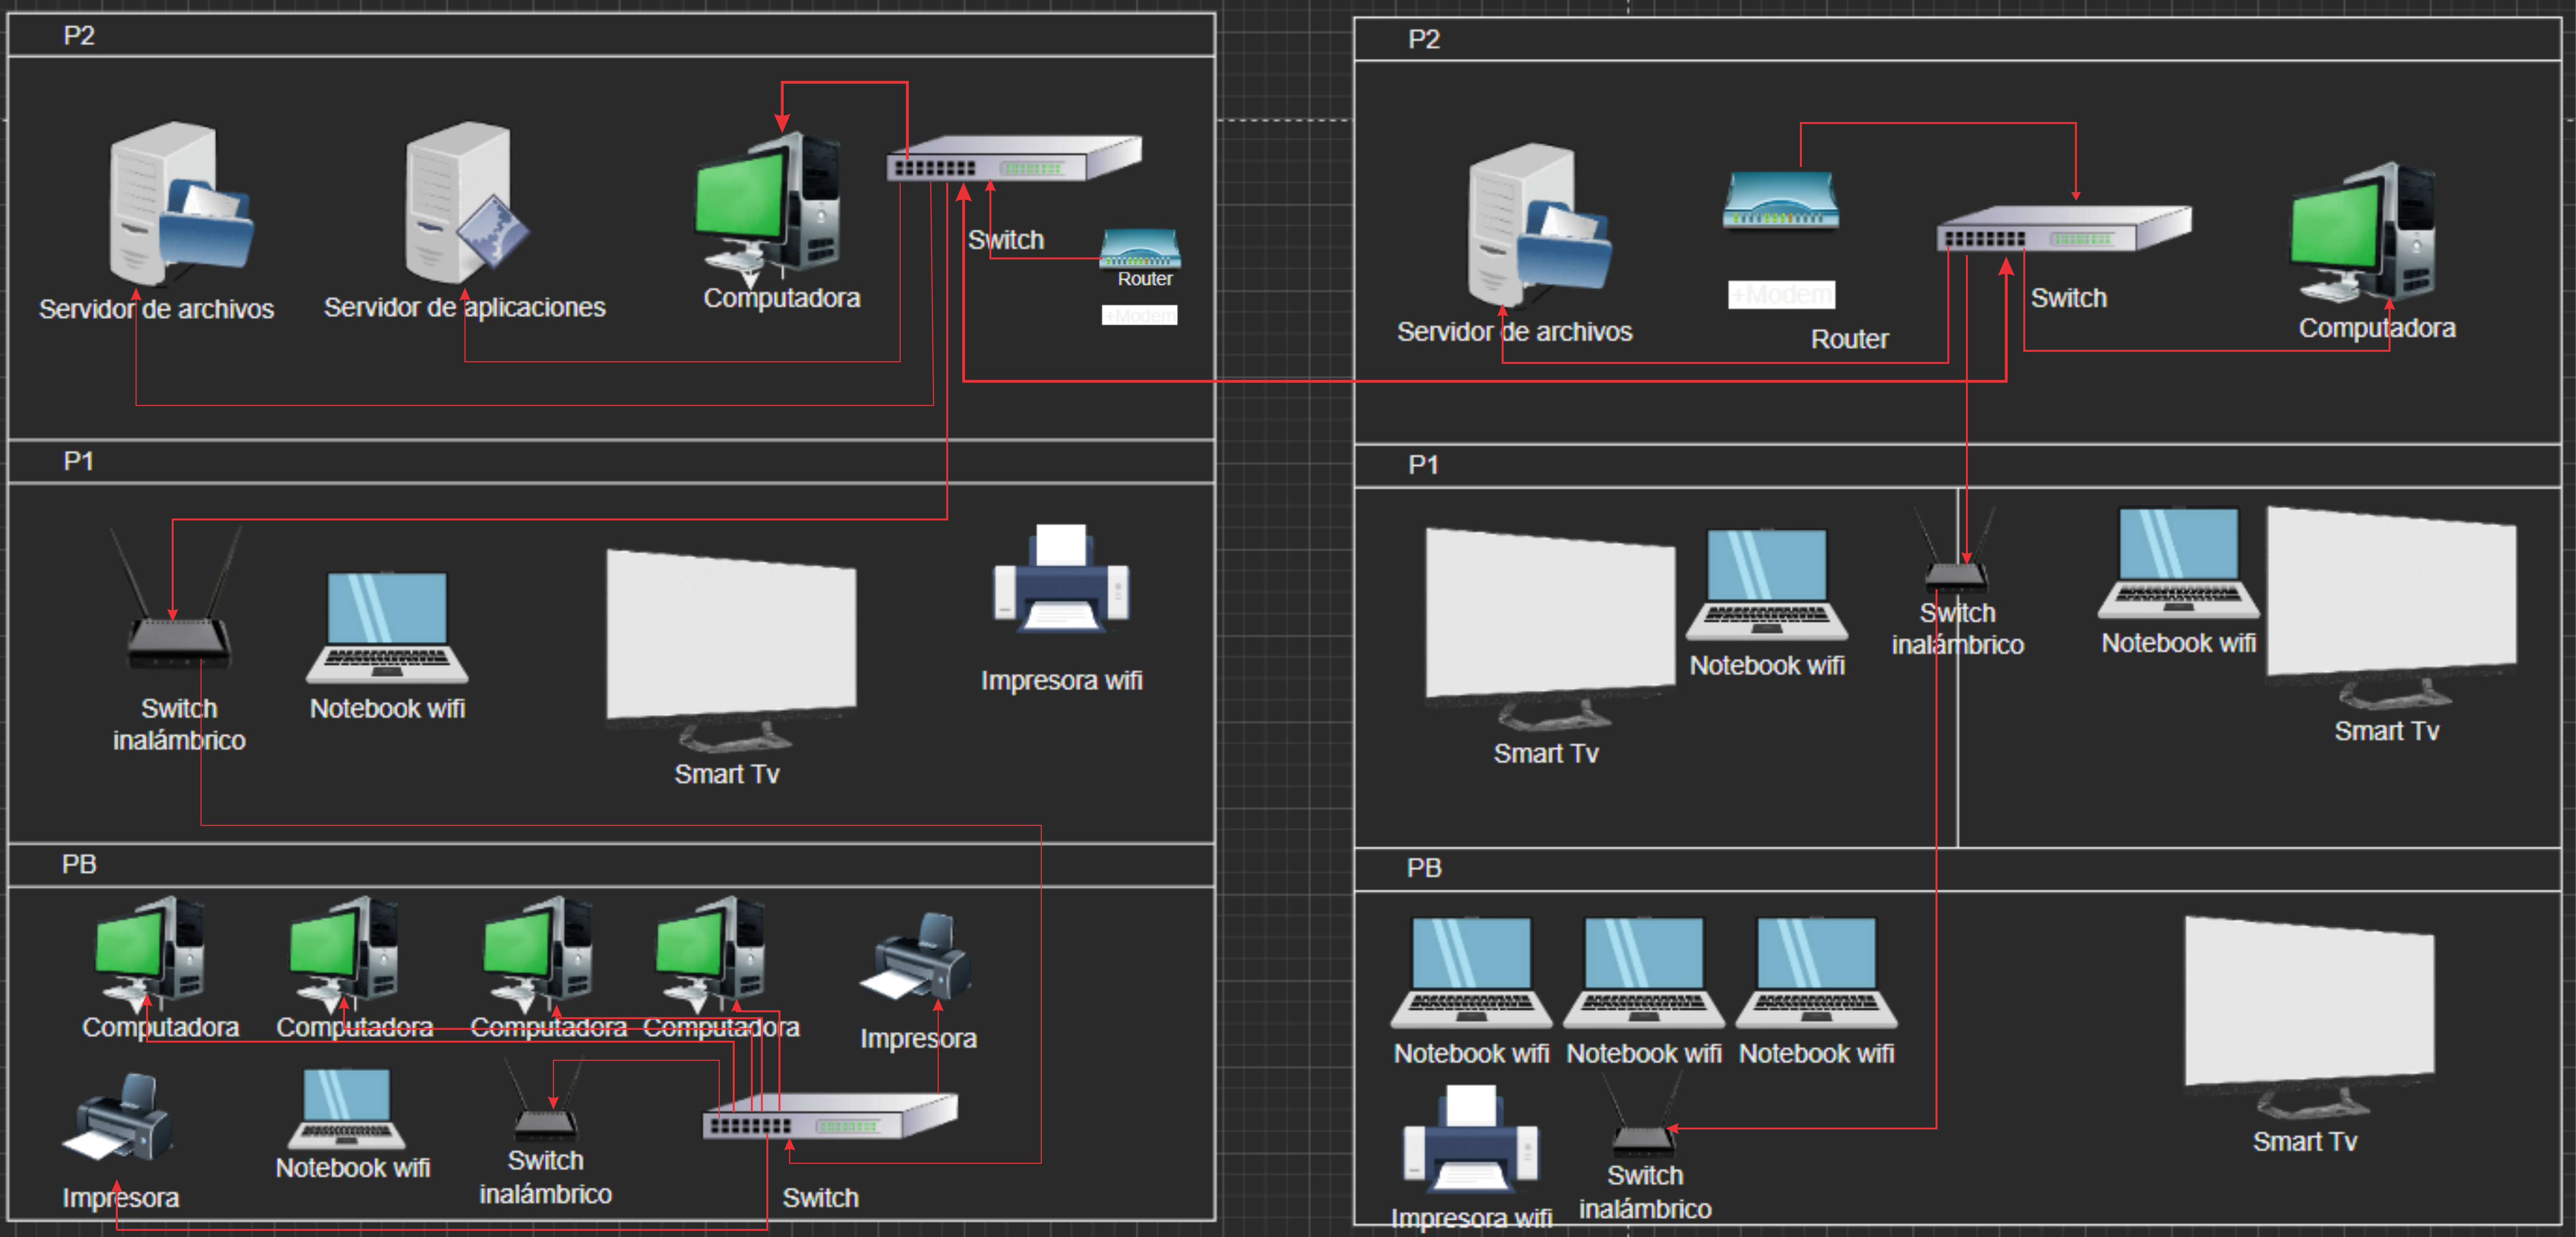 P2
Servidor de archivos
Servidor de aplicaciones
Computadora
Switch
Router
+Modem
P1
Switch
inalámbrico
Notebook wifi
Smart Tv
Impresora wifi
PB
Computadora
Computadora
Computadora
Computadora
Impresora
Impresora
Notebook wifi
Switch
inalámbrico
Switch
P2
Servidor de archivos
+Modem
Router
Switch
Computadora
P1
Smart Tv
Notebook wifi
Switch
inalámbrico
Notebook wifi
Smart Tv
PB
Notebook wifi
Notebook wifi
Notebook wifi
Impresora wifi
Switch
inalámbrico
Smart Tv